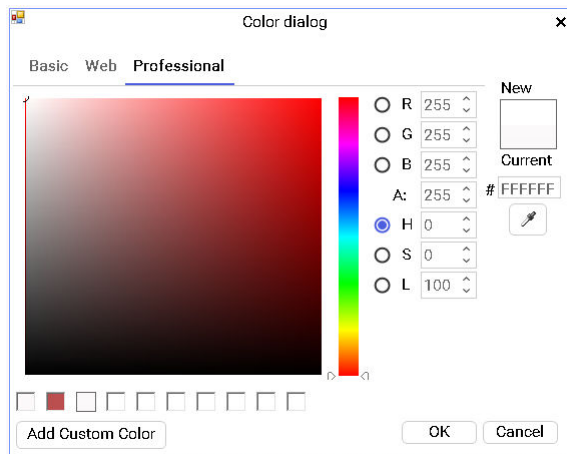 Color dialog
Basic Web Professional
New
R 255
G 255
B 255
Current
A: 255
# FFFFFF
H 0
S 0
L 100
Add Custom Color
OK Cancel